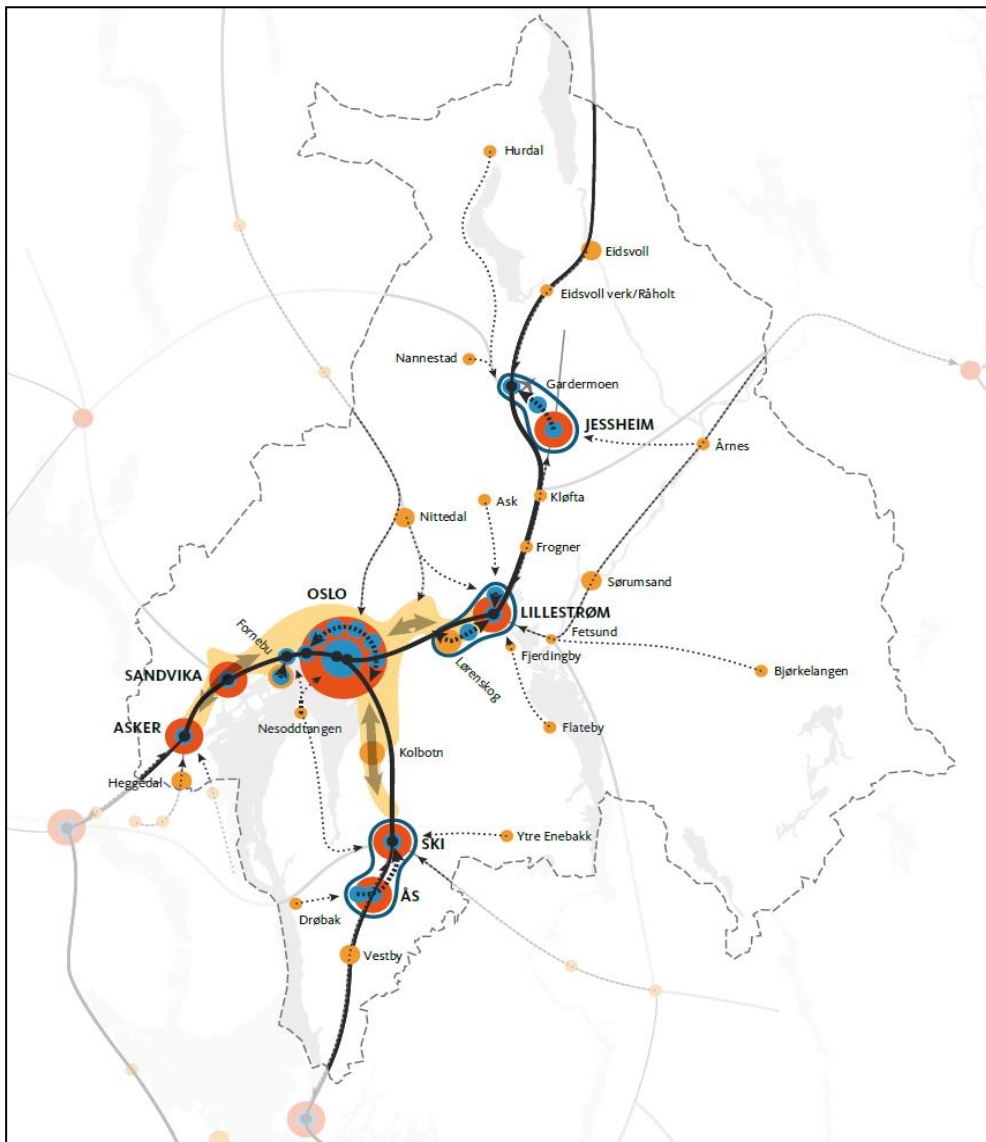 Hurdal
Eidsvoll
Eidsvoll verk/Råholt
Nannestad
Gardermoen
JESSHEIM
Årnes
Kløfta
Ask
Nittedal
Frogner
Sørumsand
OSLO
LILLESTRØM
Fornebu
Fetsund
Fjerdingby
Lørenskog
SANDVIKA
Bjørkelangen
ASKER
Nesoddtangen
Flateby
Kolbotn
Heggedal
Ytre Enebakk
SKI
ÅS
Drøbak
Vestby